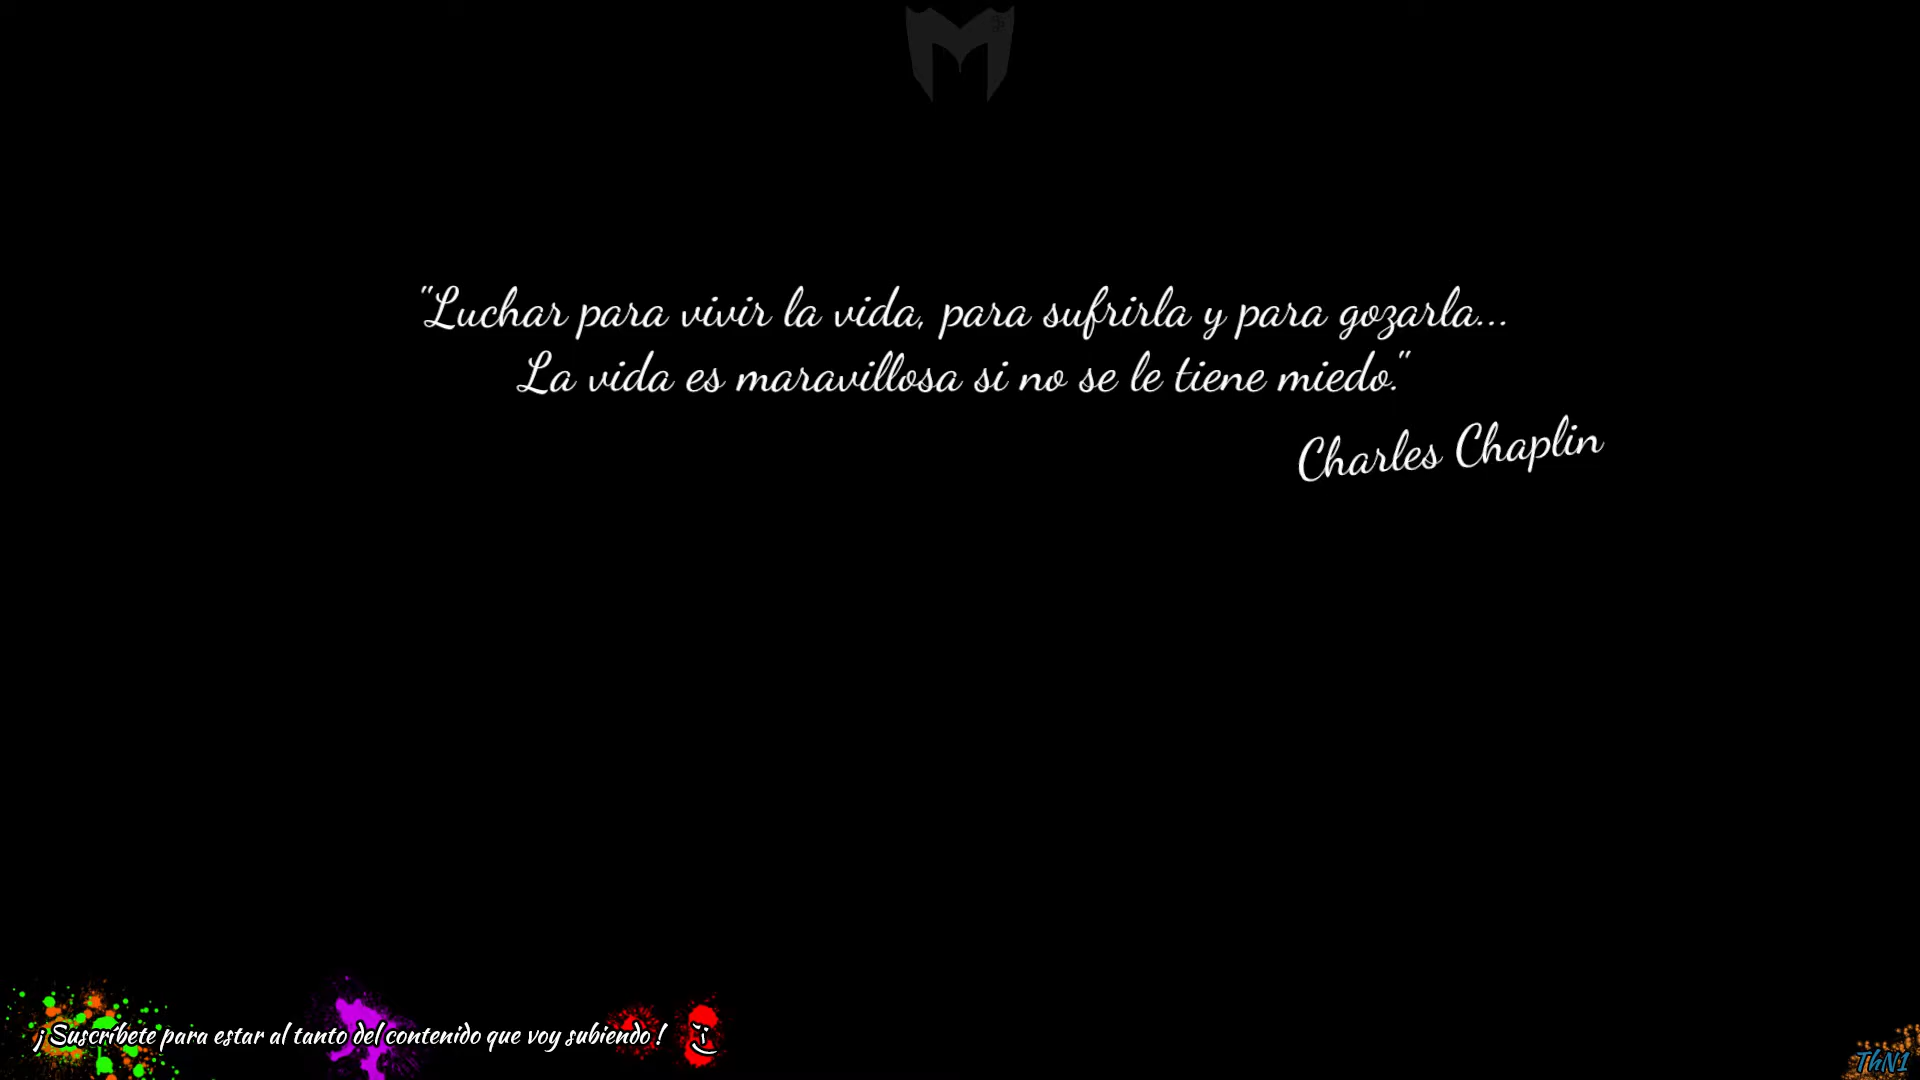 "Luchar para vivir la vida, para sufrirla y para gozarla...
La vida es maravillosa si no se le tiene miedo."
Charles Chaplin
¡ Suscríbete para estar al tanto del contenido que voy subiendo !
ThN1